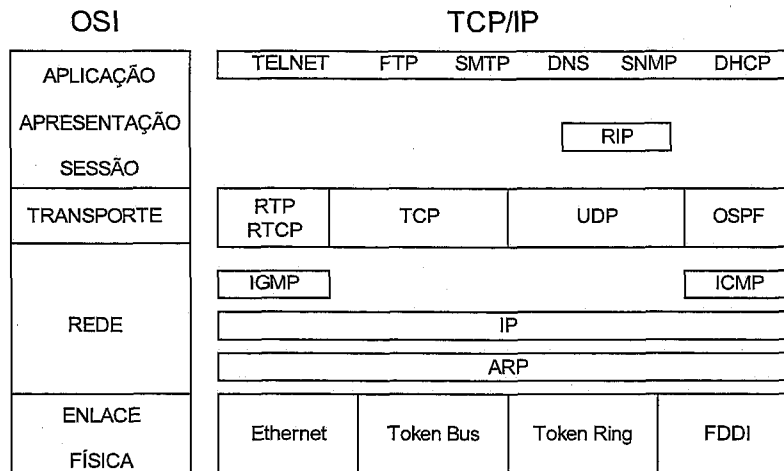 OSI
TCP/IP
APLICAÇÃO
TELNET FTP SMTP DNS SNMP DHCP
APRESENTAÇÃO
RIP
SESSÃO
TRANSPORTE
RTP
RTCP
TCP
UDP
OSPF
IGMP
ICMP
REDE
IP
ARP
ENLACE
FÍSICA
Ethernet
Token Bus
Token Ring
FDDI